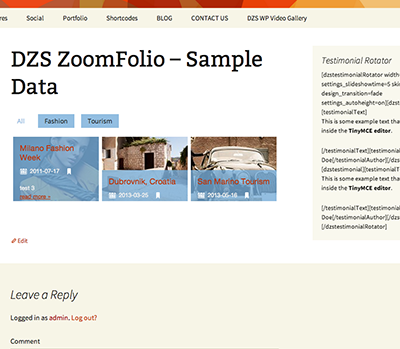 res Social Portfolio Shortcodes BLOG CONTACT US DZS WP Video Gallery
DZS ZoomFolio – Sample
Data
All Fashion Tourism
Milano Fashion
Week
2011-07-17
test 3
read more »
Dubrovnik, Croatia
2013-03-25
San Marino Tourism
2013-05-16
Edit
Testimonial Rotator
[dzstestimonialRotator width
settings_slideshowtime=5 ski
design_transition=fade
settings_autoheight=on][dzst
[testimonialText]
This is some example text tha
inside the TinyMCE editor.
[/testimonialText][testimonia
Doe[/testimonialAuthor][/dzs
[dzstestimonial][testimonialTe
This is some example text tha
inside the TinyMCE editor.
[/testimonialText][testimonia
Doe[/testimonialAuthor][/dzs
[/dzstestimonialRotator]
Leave a Reply
Logged in as admin. Log out?
Comment